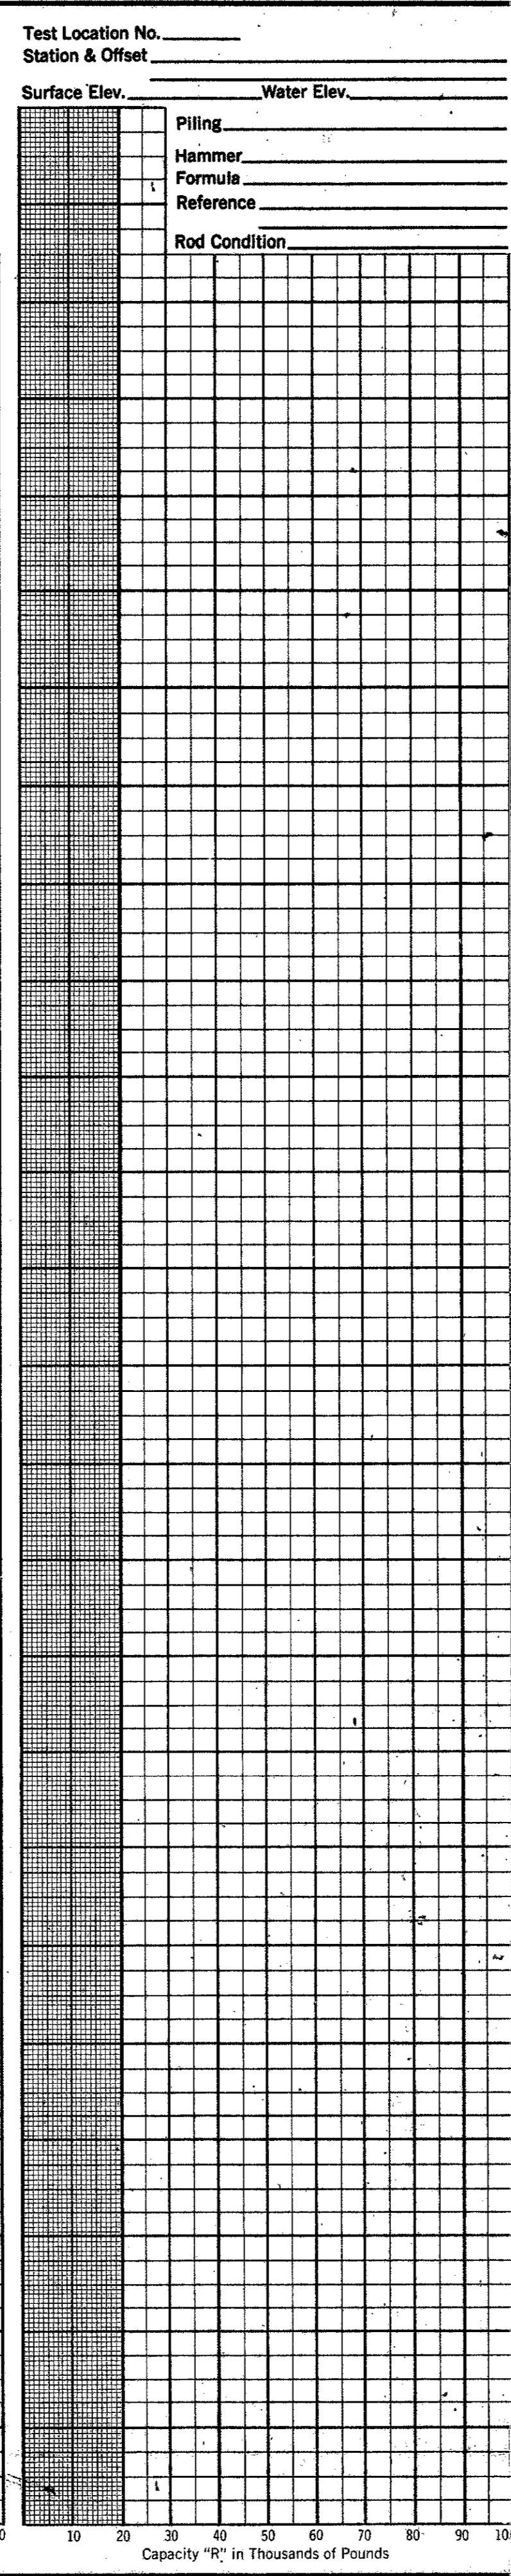 Test Location No.
Station & Offset
Surface Elev. Water Elev.
Piling
Hammer
Formula
Reference
Rod Condition
0 10 20 30 40 50 60 70 80 90 10
Capacity "R" in Thousands of Pounds